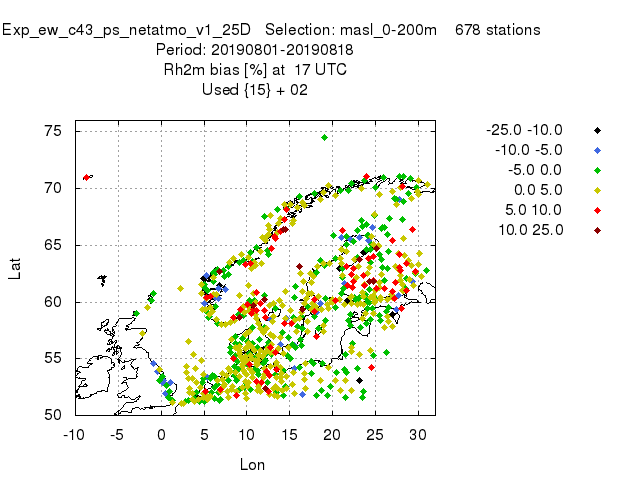 Exp_ew_c43_ps_netatmo_v1_25D Selection: masl_0-200m 678 stations
Period: 20190801-20190818
Rh2m bias [%] at 17 UTC
Used {15} + 02
-25.0 -10.0
-10.0 -5.0
-5.0 0.0
0.0 5.0
5.0 10.0
10.0 25.0
75
70
65
60
55
50
Lat
-10 -5 0 5 10 15 20 25 30
Lon